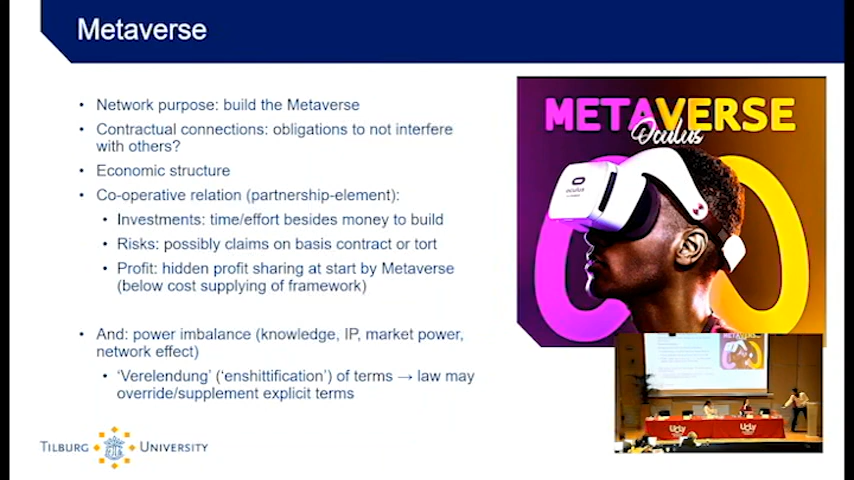 Metaverse
• Network purpose: build the Metaverse
• Contractual connections: obligations to not interfere
with others?
• Economic structure
• Co-operative relation (partnership-element):
• Investments: time/effort besides money to build
• Risks: possibly claims on basis contract or tort
• Profit: hidden profit sharing at start by Metaverse
(below cost supplying of framework)
• And: power imbalance (knowledge, IP, market power,
network effect)
• 'Verelendung' ('enshittification') of terms → law may
override/supplement explicit terms
METAVERSE
Oculus
oculus
TILBURG UNIVERSITY